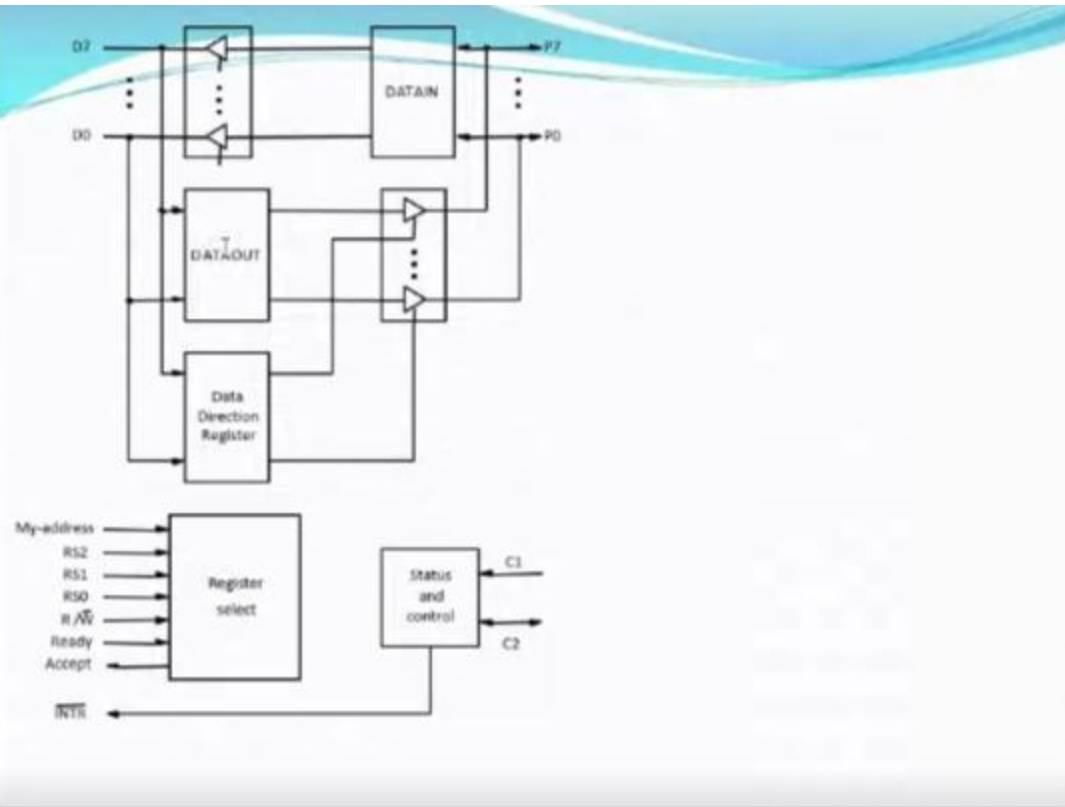 D7
P7
DATAIN
D0
P0
DATAOUT
Data
Direction
Register
My-address
RS2
RS1
RS0
R/W̅
Ready
Accept
Register
select
Status
and
control
C1
C2
I̅N̅T̅R̅